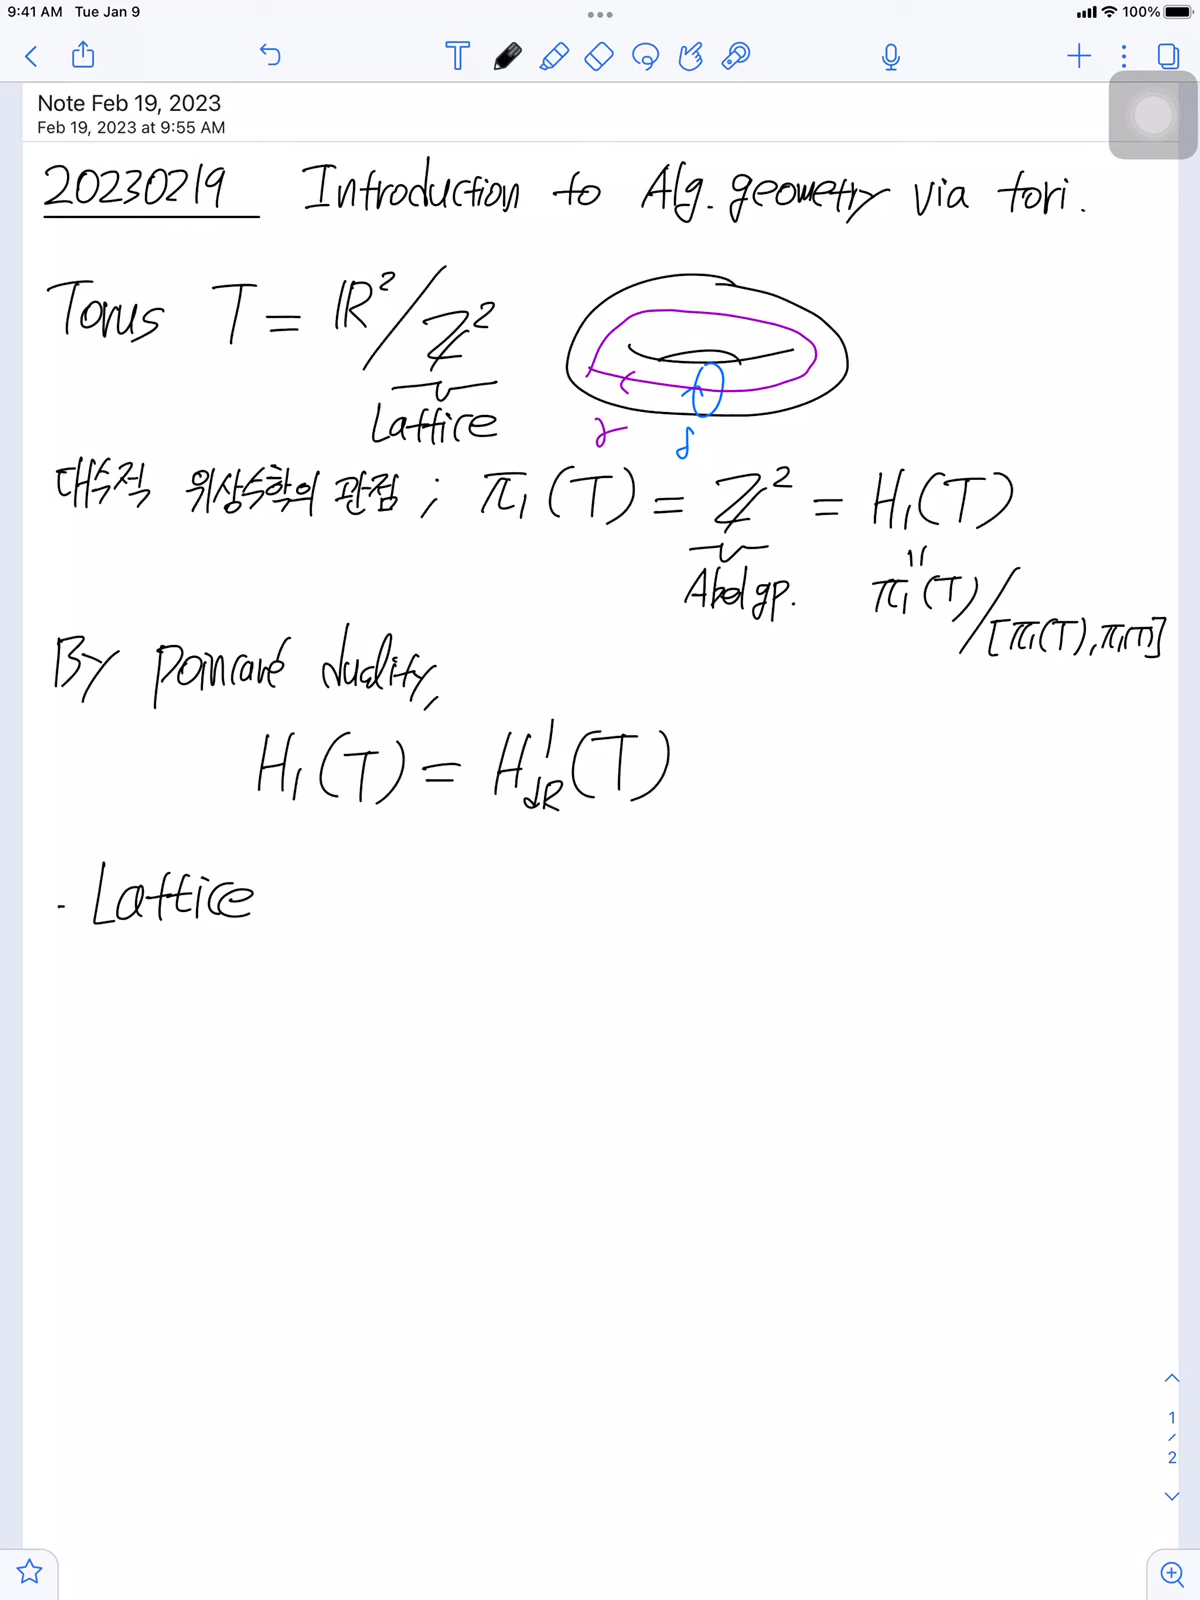 9:41 AM Tue Jan 9
100%
Note Feb 19, 2023
Feb 19, 2023 at 9:55 AM
20230219 Introduction to Alg. geometry via tori.
Torus T = ℝ²/ℤ²
Lattice
γ δ
대수적 위상수학의 관점 ; π₁(T) = ℤ² = H₁(T)
Abel gp.
π₁(T)/[π₁(T), π₁(T)]
By Poincaré duality,
H₁(T) = H¹_dR(T)
· Lattice
1
/
2